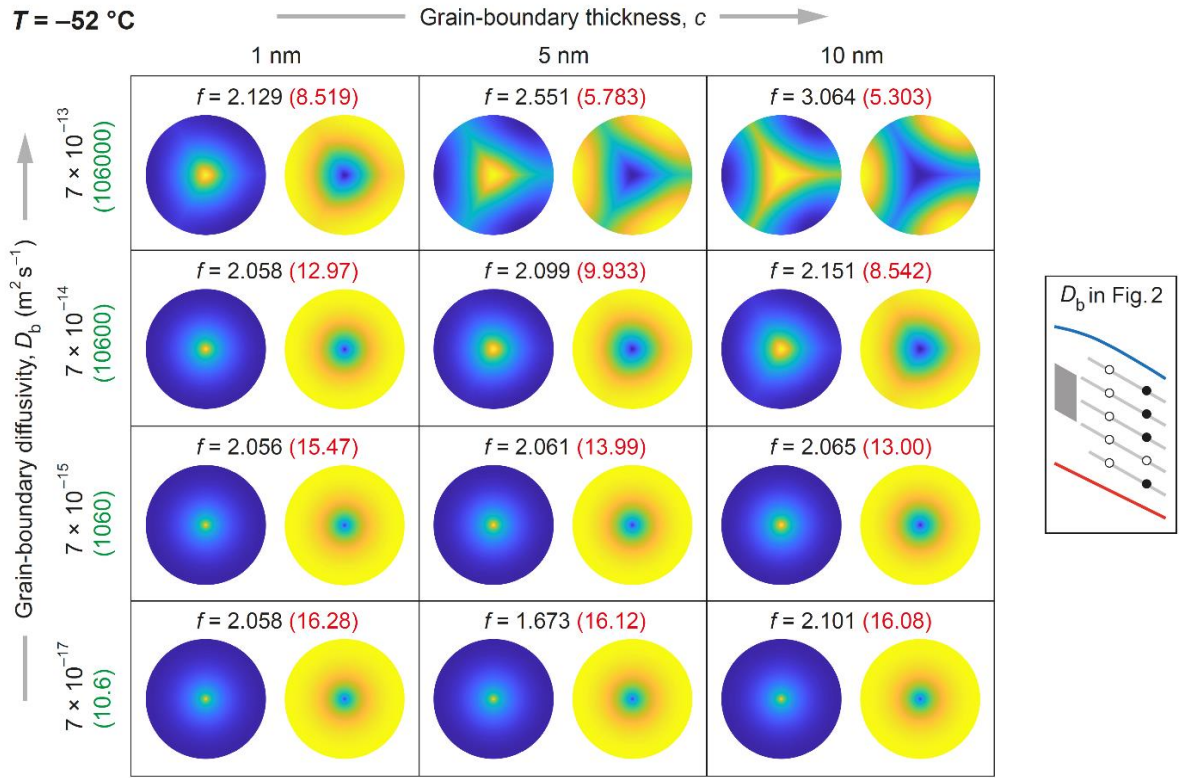 T = –52 °C
Grain-boundary thickness, c
1 nm 5 nm 10 nm
Grain-boundary diffusivity, D_b (m² s⁻¹)
7 × 10⁻¹³
(106000)
f = 2.129 (8.519) f = 2.551 (5.783) f = 3.064 (5.303)
7 × 10⁻¹⁴
(10600)
f = 2.058 (12.97) f = 2.099 (9.933) f = 2.151 (8.542)
7 × 10⁻¹⁵
(1060)
f = 2.056 (15.47) f = 2.061 (13.99) f = 2.065 (13.00)
7 × 10⁻¹⁷
(10.6)
f = 2.058 (16.28) f = 1.673 (16.12) f = 2.101 (16.08)
D_b in Fig. 2